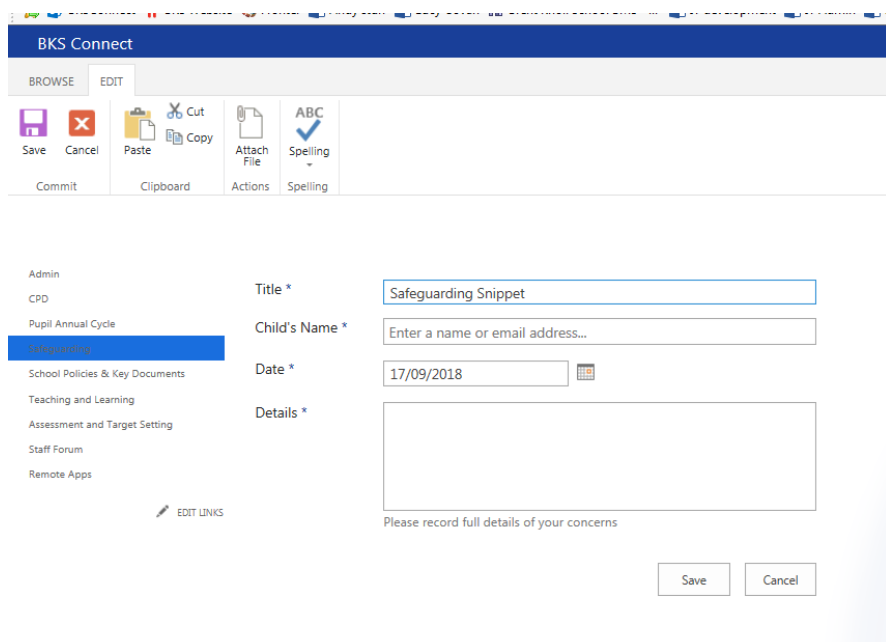 BKS Connect
BROWSE EDIT
Save Cancel Paste Cut Copy Attach File ABC Spelling
Commit Clipboard Actions Spelling
Admin
CPD
Pupil Annual Cycle
Safeguarding
School Policies & Key Documents
Teaching and Learning
Assessment and Target Setting
Staff Forum
Remote Apps
EDIT LINKS
Title * Safeguarding Snippet
Child's Name * Enter a name or email address...
Date * 17/09/2018
Details *
Please record full details of your concerns
Save Cancel